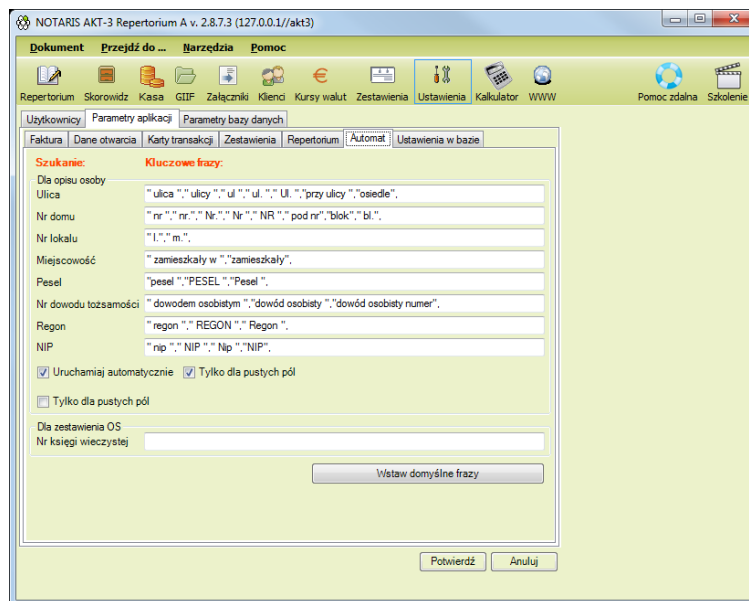 NOTARIS AKT-3 Repertorium A v. 2.8.7.3 (127.0.0.1//akt3)
Dokument Przejdź do ... Narzędzia Pomoc
Repertorium Skorowidz Kasa GIIF Załączniki Klienci Kursy walut Zestawienia Ustawienia Kalkulator WWW Pomoc zdalna Szkolenie
Użytkownicy Parametry aplikacji Parametry bazy danych
Faktura Dane otwarcia Karty transakcji Zestawienia Repertorium Automat Ustawienia w bazie
Szukanie: Kluczowe frazy:
Dla opisu osoby
Ulica " ulica "," ulicy "," ul "," ul. "," Ul. ","przy ulicy ","osiedle",
Nr domu " nr "," nr."," Nr."," Nr "," NR "," pod nr","blok"," bl.",
Nr lokalu " l."," m.",
Miejscowość " zamieszkały w ","zamieszkały",
Pesel "pesel ","PESEL ","Pesel ",
Nr dowodu tożsamości " dowodem osobistym ","dowód osobisty ","dowód osobisty numer",
Regon " regon "," REGON "," Regon ",
NIP " nip "," NIP "," Nip ","NIP",
Uruchamiaj automatycznie Tylko dla pustych pól
Tylko dla pustych pól
Dla zestawienia OS
Nr księgi wieczystej
Wstaw domyślne frazy
Potwierdź Anuluj